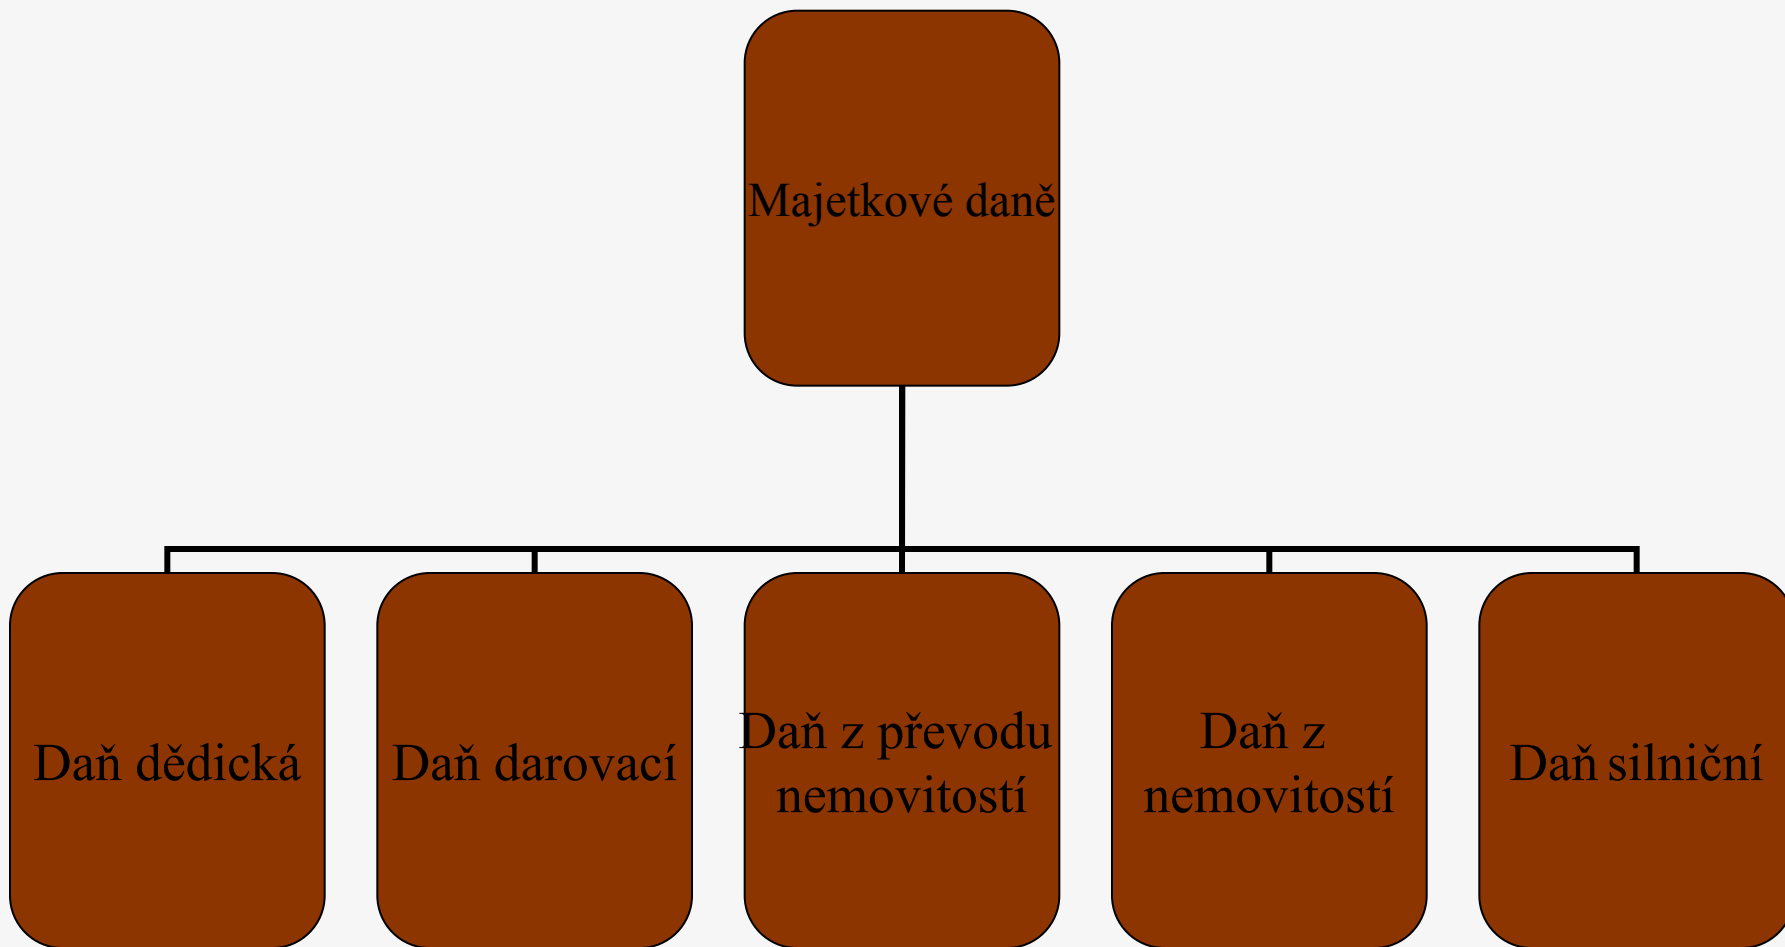 Majetkové daně
Daň dědická
Daň darovací
Daň z převodu
nemovitostí
Daň z
nemovitostí
Daň silniční